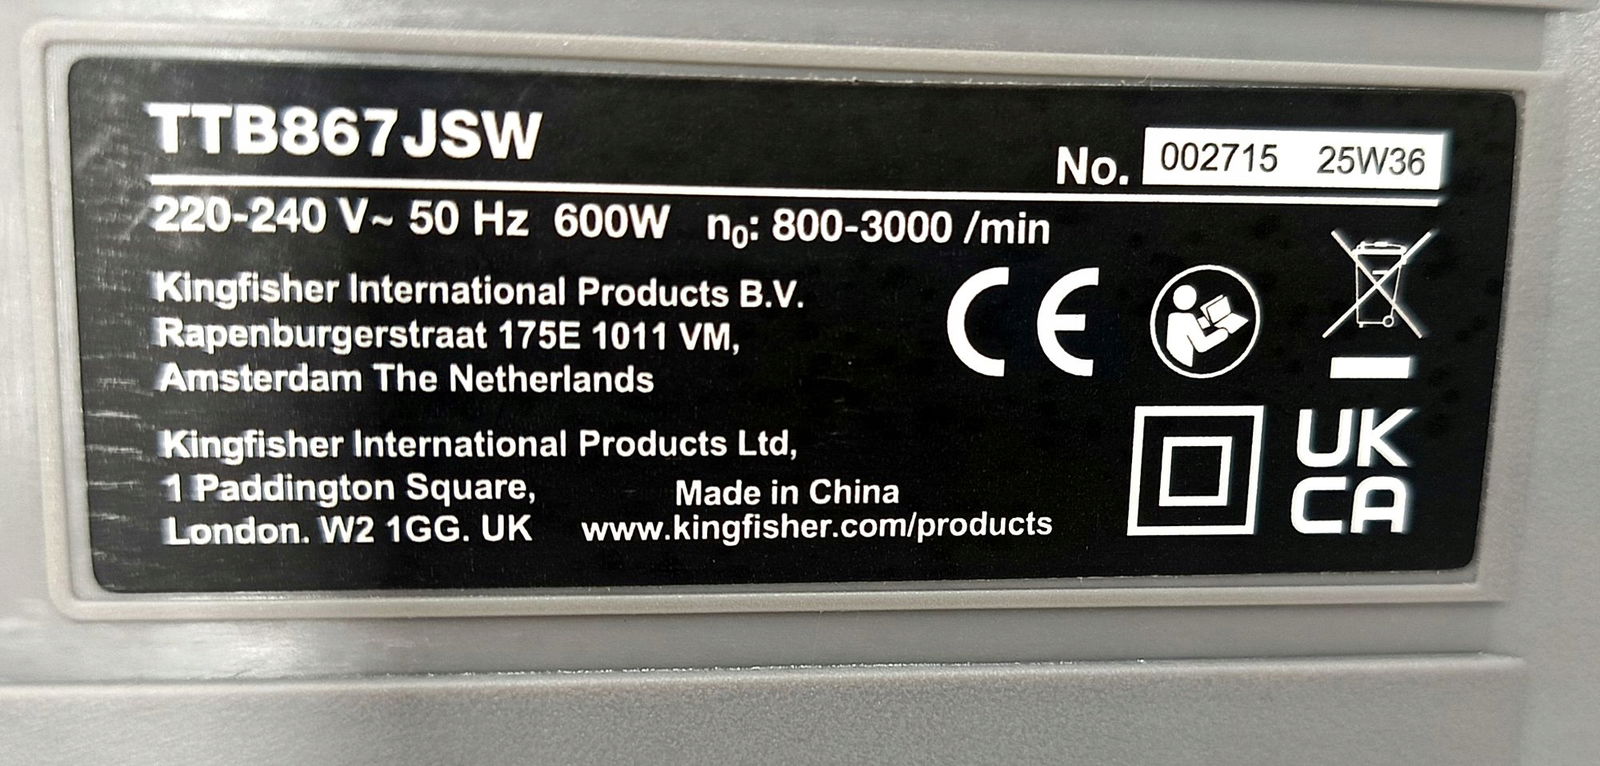 TTB867JSW
No. 002715 25W36
220-240 V~ 50 Hz 600W n₀: 800-3000 /min
Kingfisher International Products B.V.
Rapenburgerstraat 175E 1011 VM,
Amsterdam The Netherlands
CE
Kingfisher International Products Ltd,
1 Paddington Square,
London. W2 1GG. UK
Made in China
www.kingfisher.com/products
UK
CA